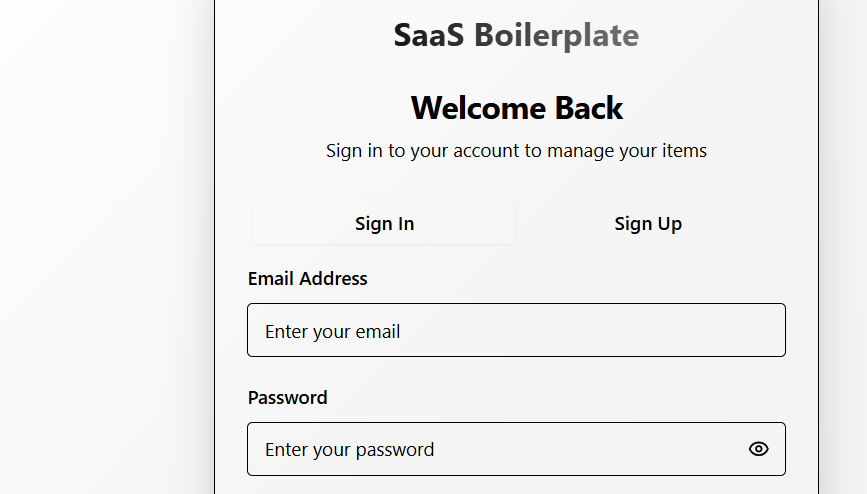 SaaS Boilerplate
Welcome Back
Sign in to your account to manage your items
Sign In Sign Up
Email Address
Enter your email
Password
Enter your password